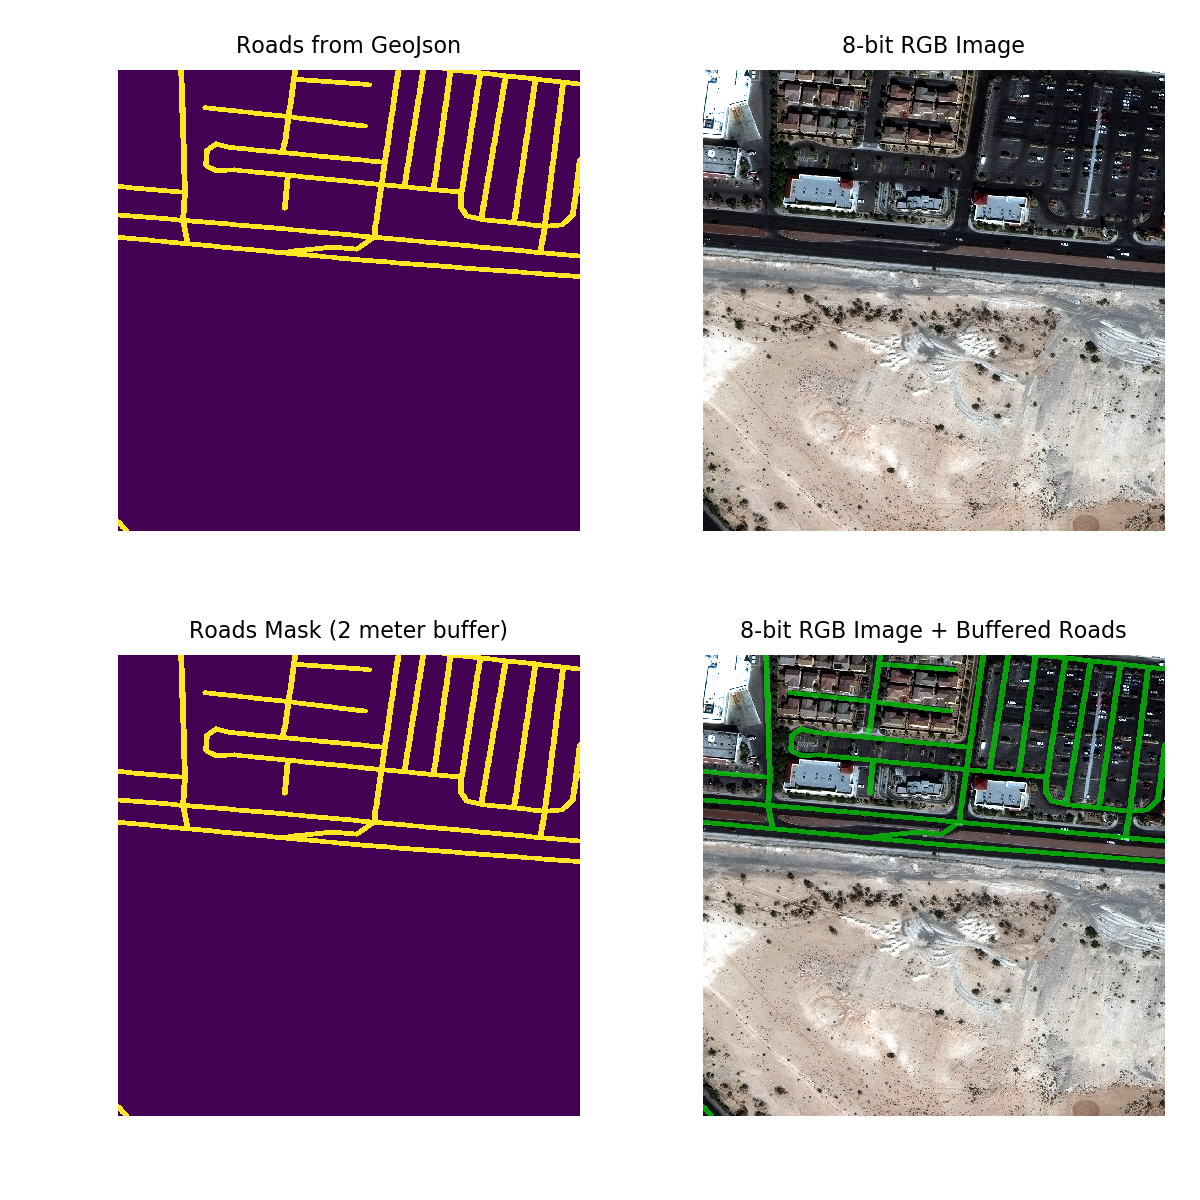 Roads from GeoJson
8-bit RGB Image
Roads Mask (2 meter buffer)
8-bit RGB Image + Buffered Roads